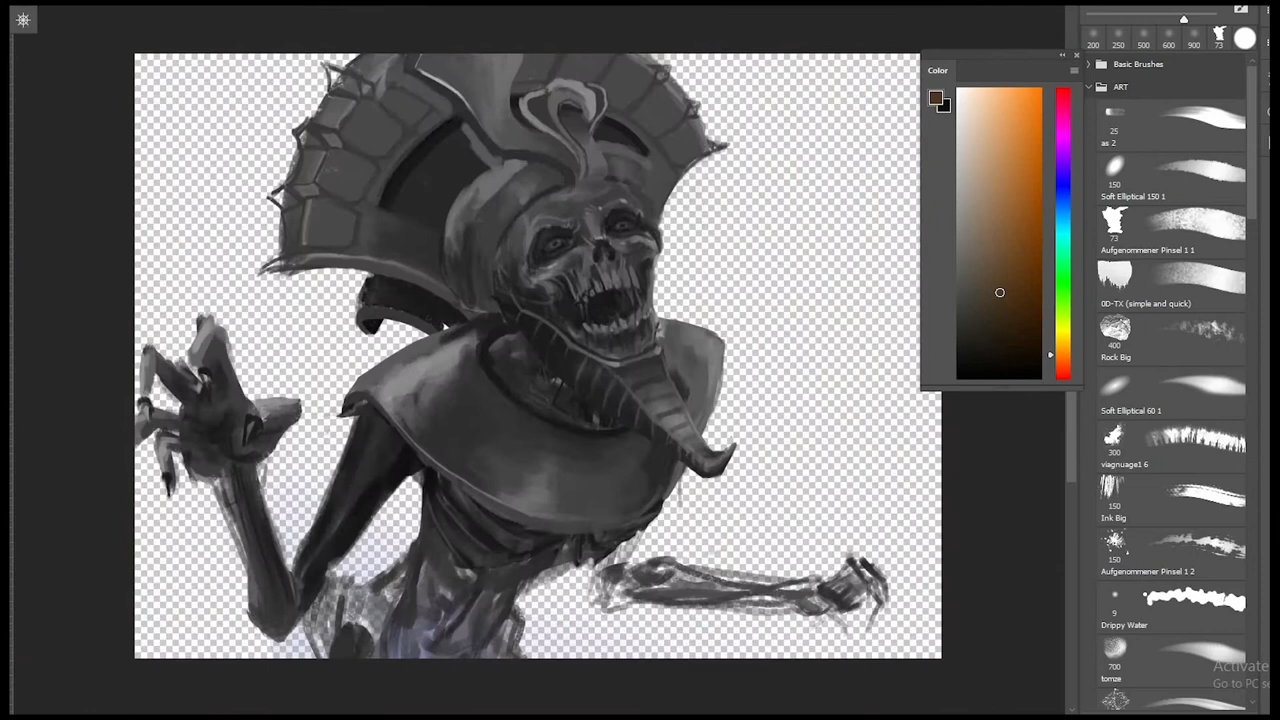 200 250 500 600 900 73
Color
Basic Brushes
ART
25
as 2
150
Soft Elliptical 150 1
73
Aufgenommener Pinsel 1 1
0D-TX (simple and quick)
400
Rock Big
Soft Elliptical 60 1
300
viagnuage1 6
150
Ink Big
150
Aufgenommener Pinsel 1 2
9
Drippy Water
700
tomze
Activate
Go to PC se